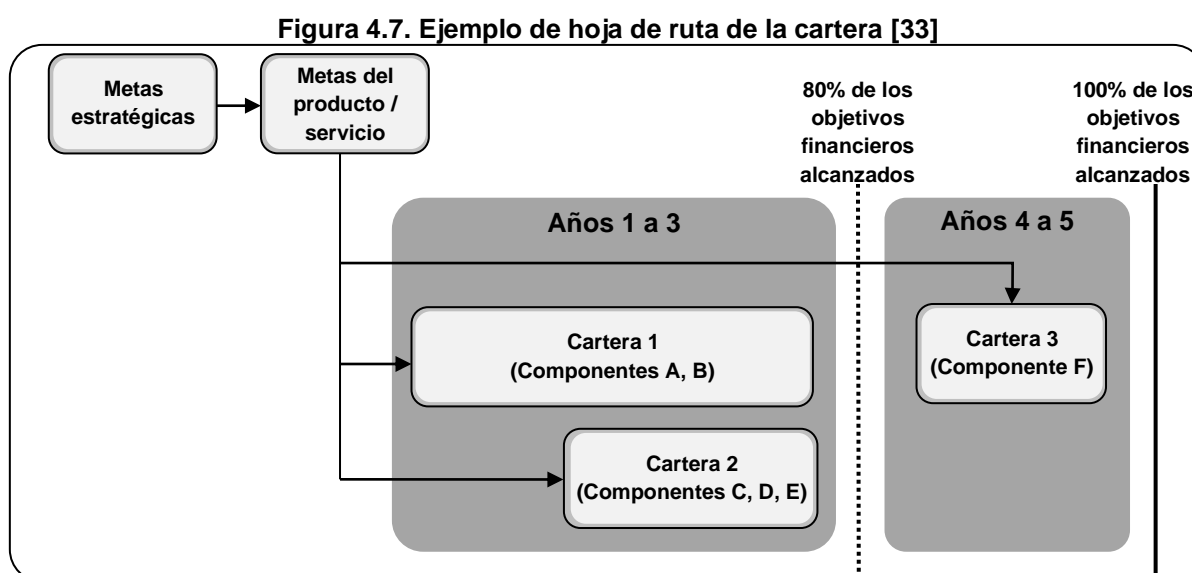 Figura 4.7. Ejemplo de hoja de ruta de la cartera [33]
Metas
estratégicas
Metas del
producto /
servicio
80% de los
objetivos
financieros
alcanzados
100% de los
objetivos
financieros
alcanzados
Años 1 a 3
Años 4 a 5
Cartera 1
(Componentes A, B)
Cartera 3
(Componente F)
Cartera 2
(Componentes C, D, E)